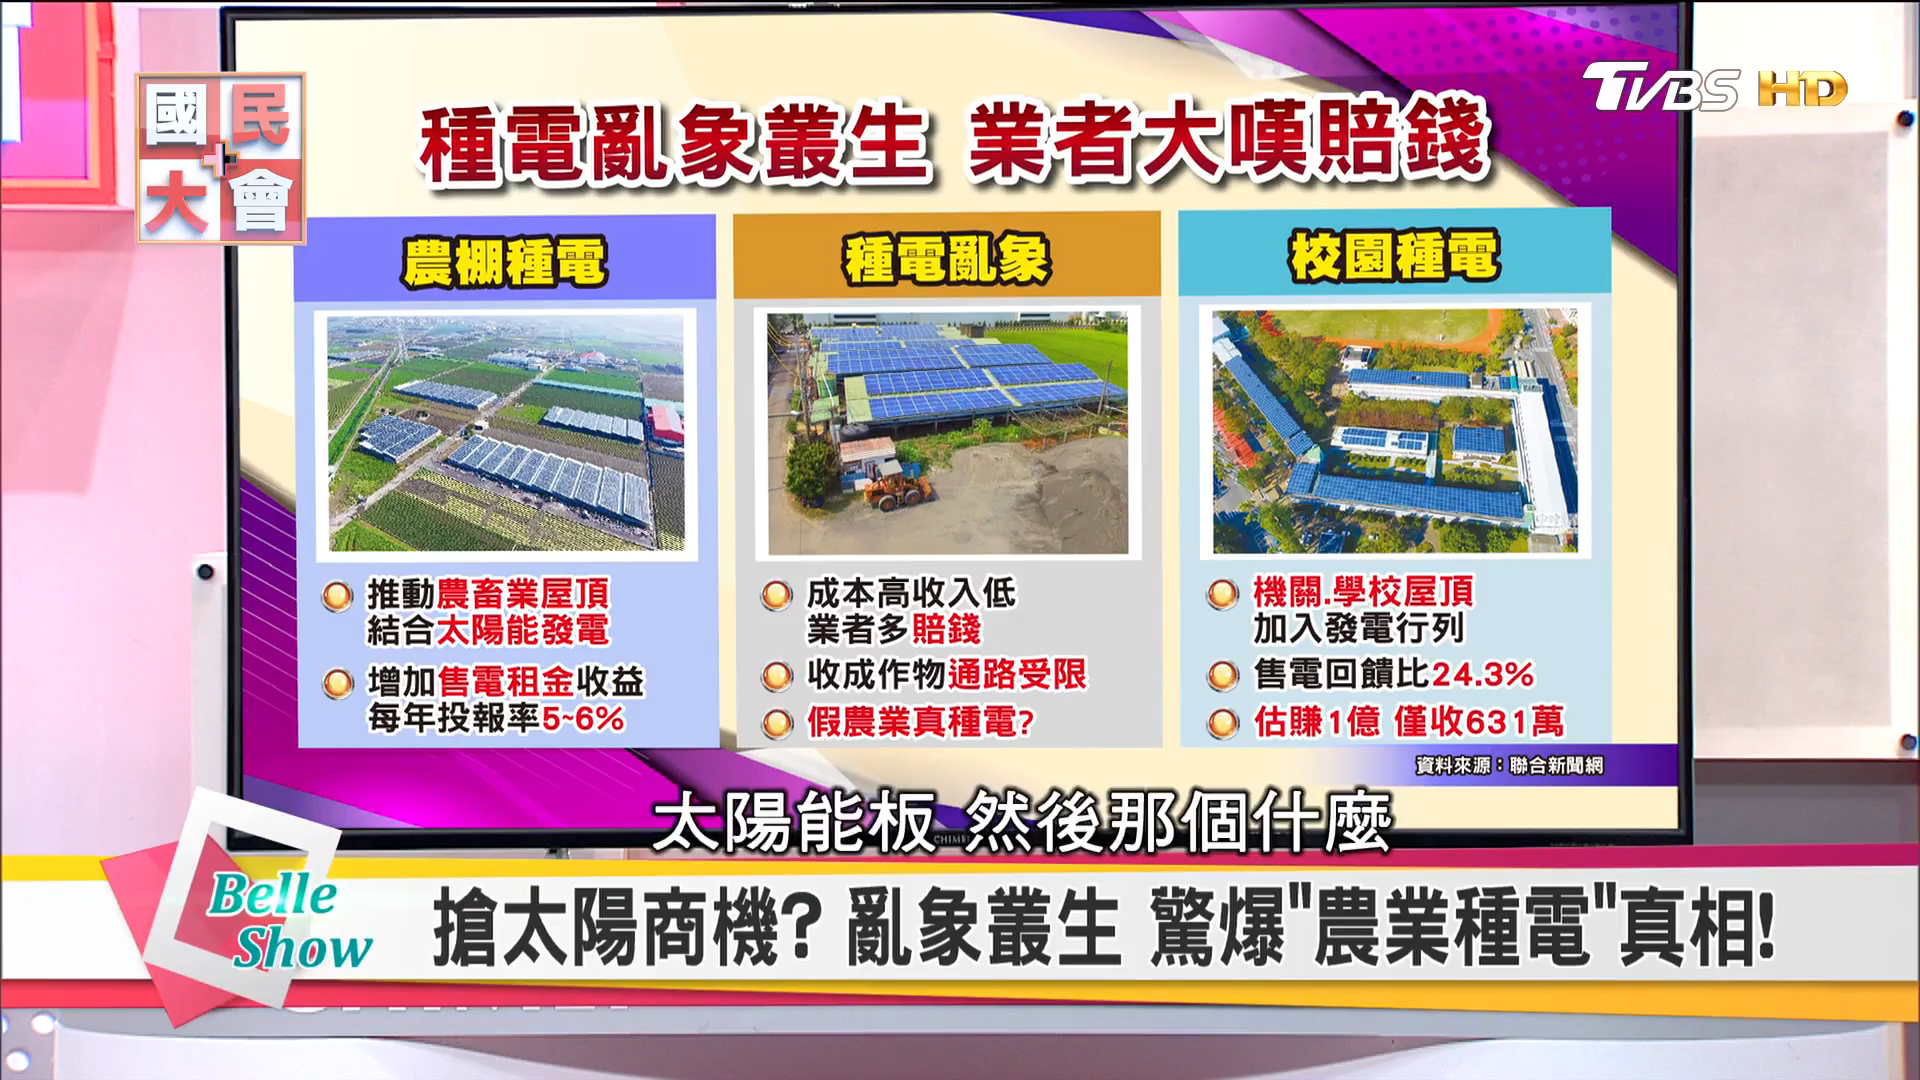 國民
大會
TVBS HD
種電亂象叢生 業者大嘆賠錢
農棚種電
推動農畜業屋頂
結合太陽能發電
增加售電租金收益
每年投報率5~6%
種電亂象
成本高收入低
業者多賠錢
收成作物通路受限
假農業真種電?
校園種電
機關.學校屋頂
加入發電行列
售電回饋比24.3%
估賺1億 僅收631萬
資料來源:聯合新聞網
太陽能板 然後那個什麼
Belle
Show
搶太陽商機? 亂象叢生 驚爆"農業種電"真相!